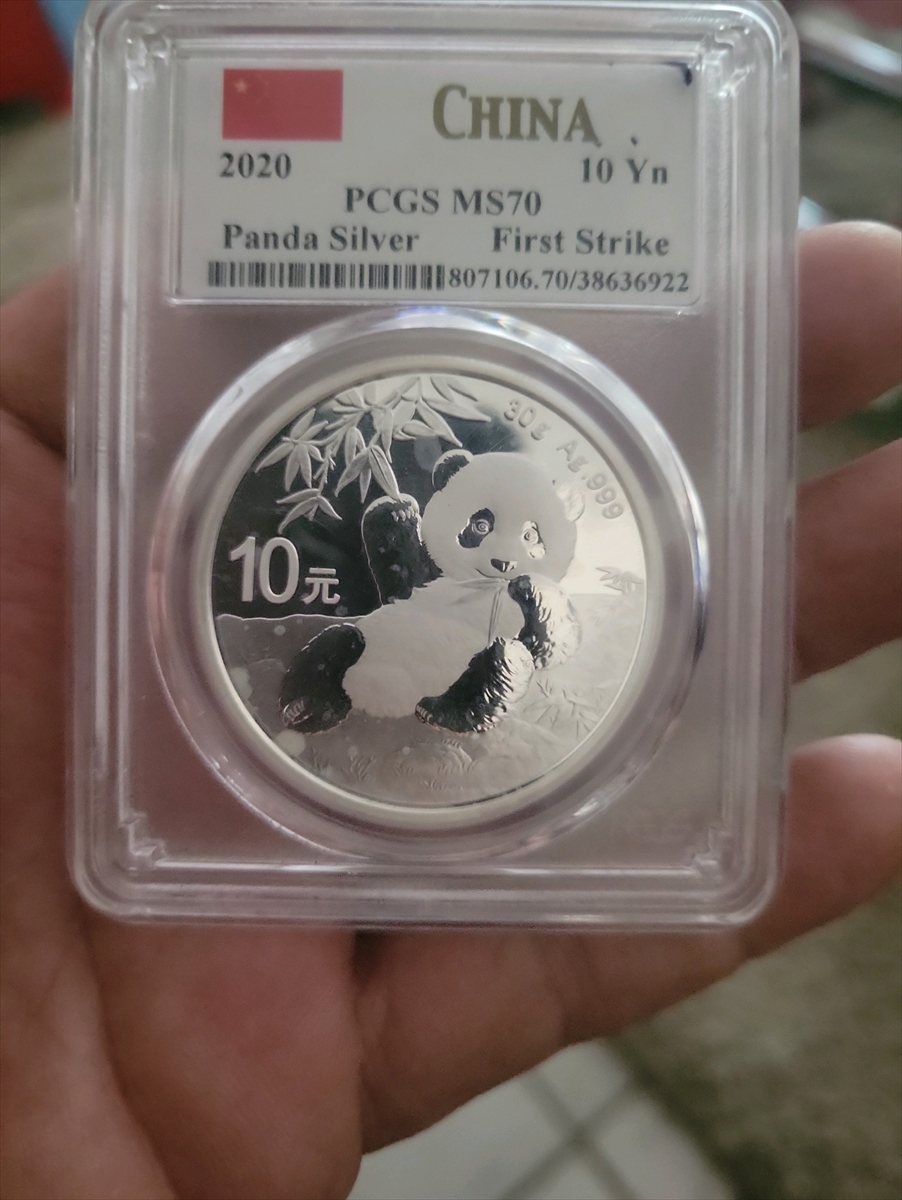 CHINA
2020 10 Yn
PCGS MS70
Panda Silver First Strike
807106.70/38636922
30g Ag.999
10元